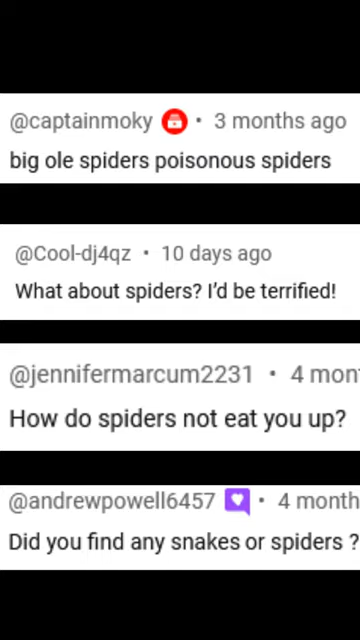 @captainmoky • 3 months ago
big ole spiders poisonous spiders
@Cool-dj4qz • 10 days ago
What about spiders? I'd be terrified!
@jennifermarcum2231 • 4 mon
How do spiders not eat you up?
@andrewpowell6457 • 4 month
Did you find any snakes or spiders ?